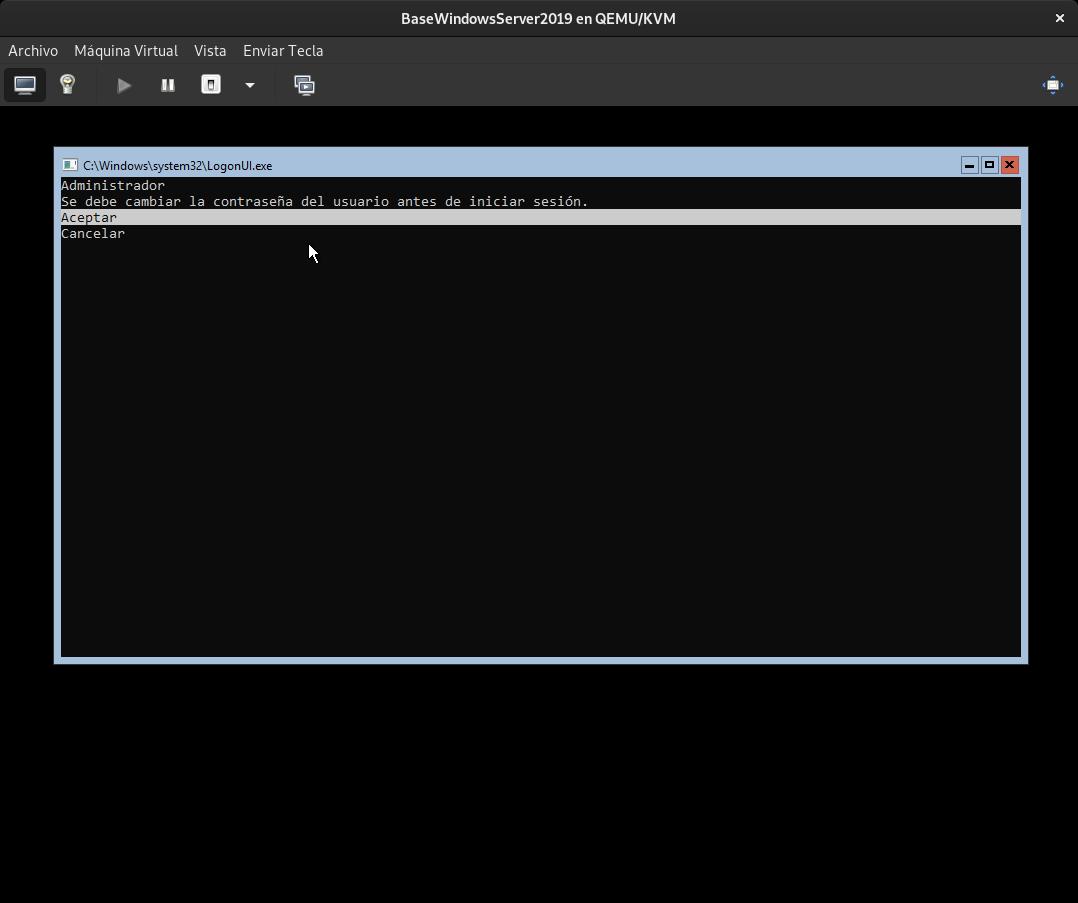 BaseWindowsServer2019 en QEMU/KVM
Archivo Máquina Virtual Vista Enviar Tecla
C:\Windows\system32\LogonUI.exe
Administrador
Se debe cambiar la contraseña del usuario antes de iniciar sesión.
Aceptar
Cancelar